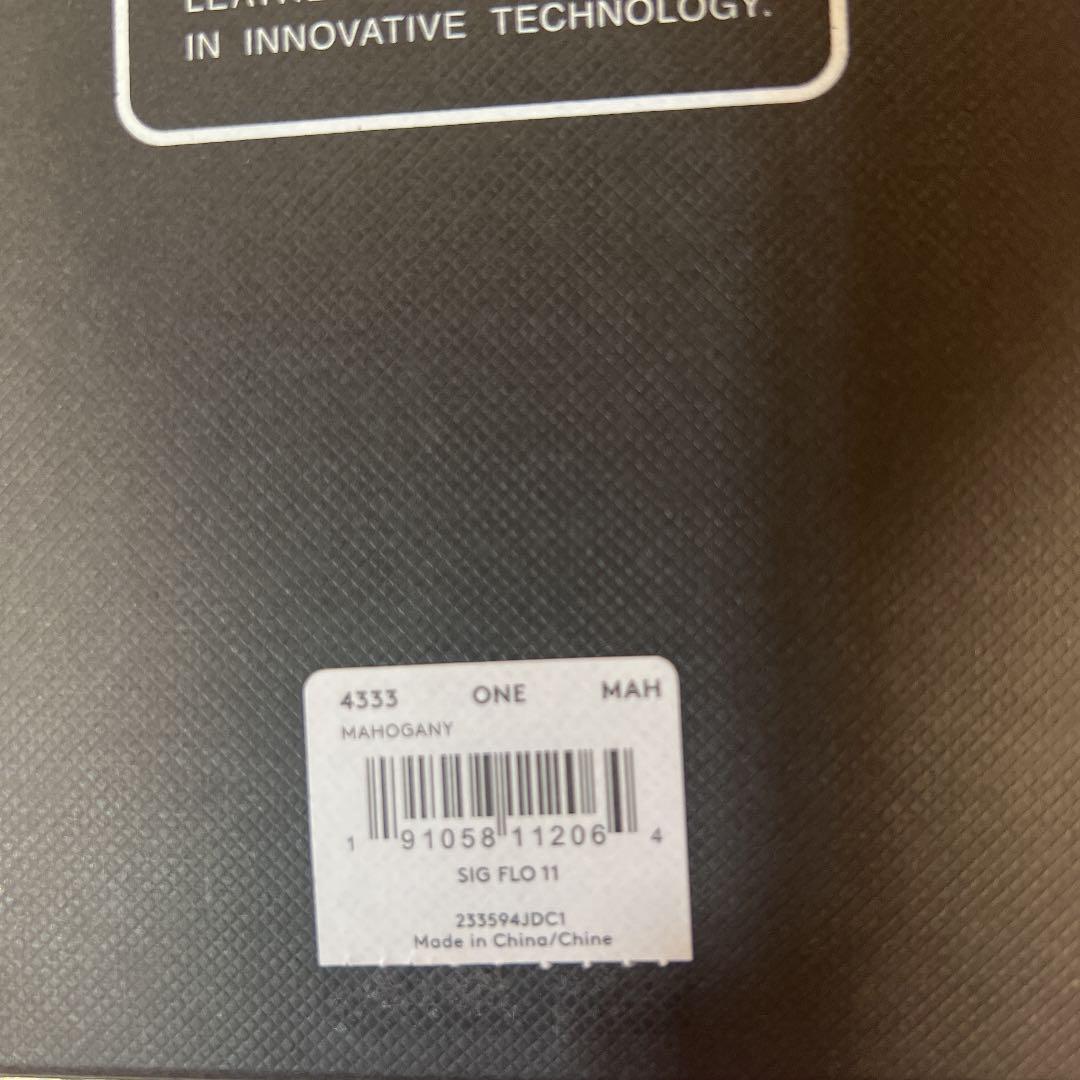 IN INNOVATIVE TECHNOLOGY.
4333 ONE MAH
MAHOGANY
1 91058 11206 4
SIG FLO 11
233594JDC1
Made in China/Chine